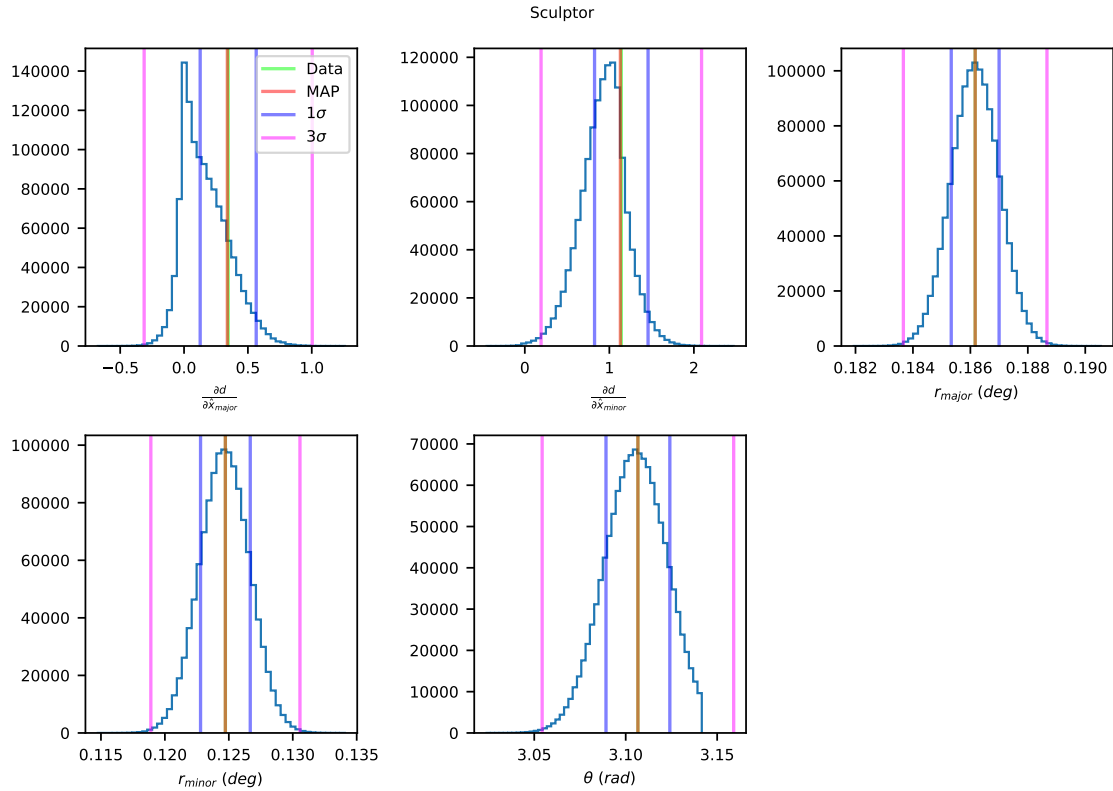 Sculptor
140000
120000
100000
80000
60000
40000
20000
0
−0.5 0.0 0.5 1.0
∂d/∂x̂_major
Data
MAP
1σ
3σ
120000
100000
80000
60000
40000
20000
0
0 1 2
∂d/∂x̂_minor
100000
80000
60000
40000
20000
0
0.182 0.184 0.186 0.188 0.190
r_major (deg)
100000
80000
60000
40000
20000
0
0.115 0.120 0.125 0.130 0.135
r_minor (deg)
70000
60000
50000
40000
30000
20000
10000
0
3.05 3.10 3.15
θ (rad)